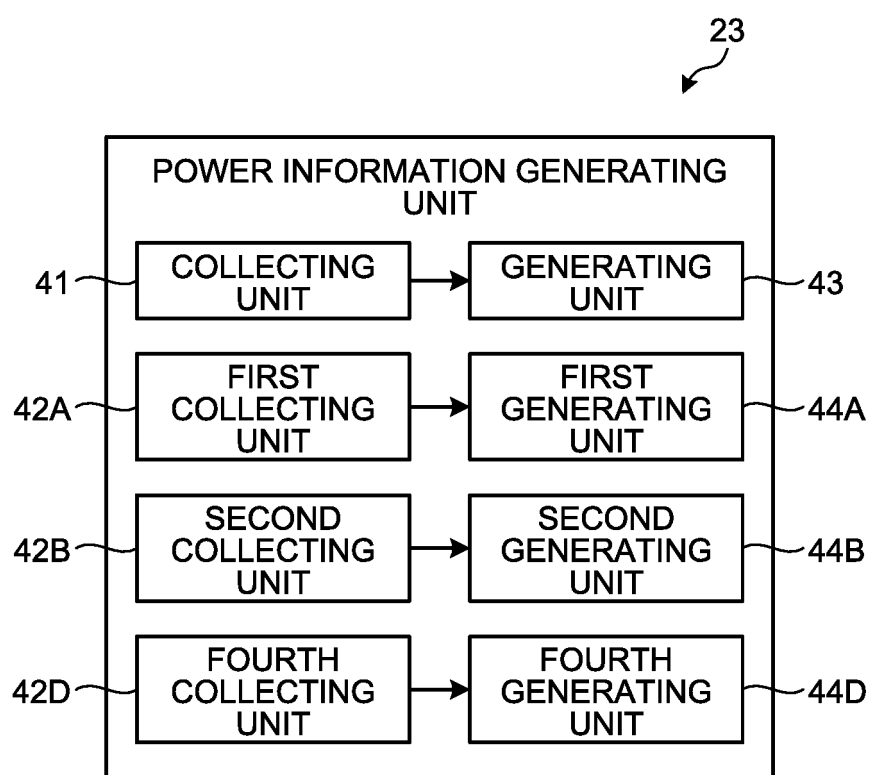 23
POWER INFORMATION GENERATING
UNIT
41
COLLECTING
UNIT
GENERATING
UNIT
43
42A
FIRST
COLLECTING
UNIT
FIRST
GENERATING
UNIT
44A
42B
SECOND
COLLECTING
UNIT
SECOND
GENERATING
UNIT
44B
42D
FOURTH
COLLECTING
UNIT
FOURTH
GENERATING
UNIT
44D